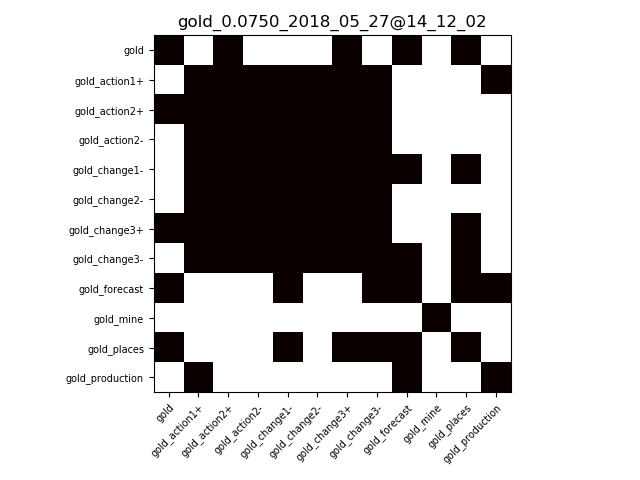 gold_0.0750_2018_05_27@14_12_02
gold
gold_action1+
gold_action2+
gold_action2-
gold_change1-
gold_change2-
gold_change3+
gold_change3-
gold_forecast
gold_mine
gold_places
gold_production
gold
gold_action1+
gold_action2+
gold_action2-
gold_change1-
gold_change2-
gold_change3+
gold_change3-
gold_forecast
gold_mine
gold_places
gold_production